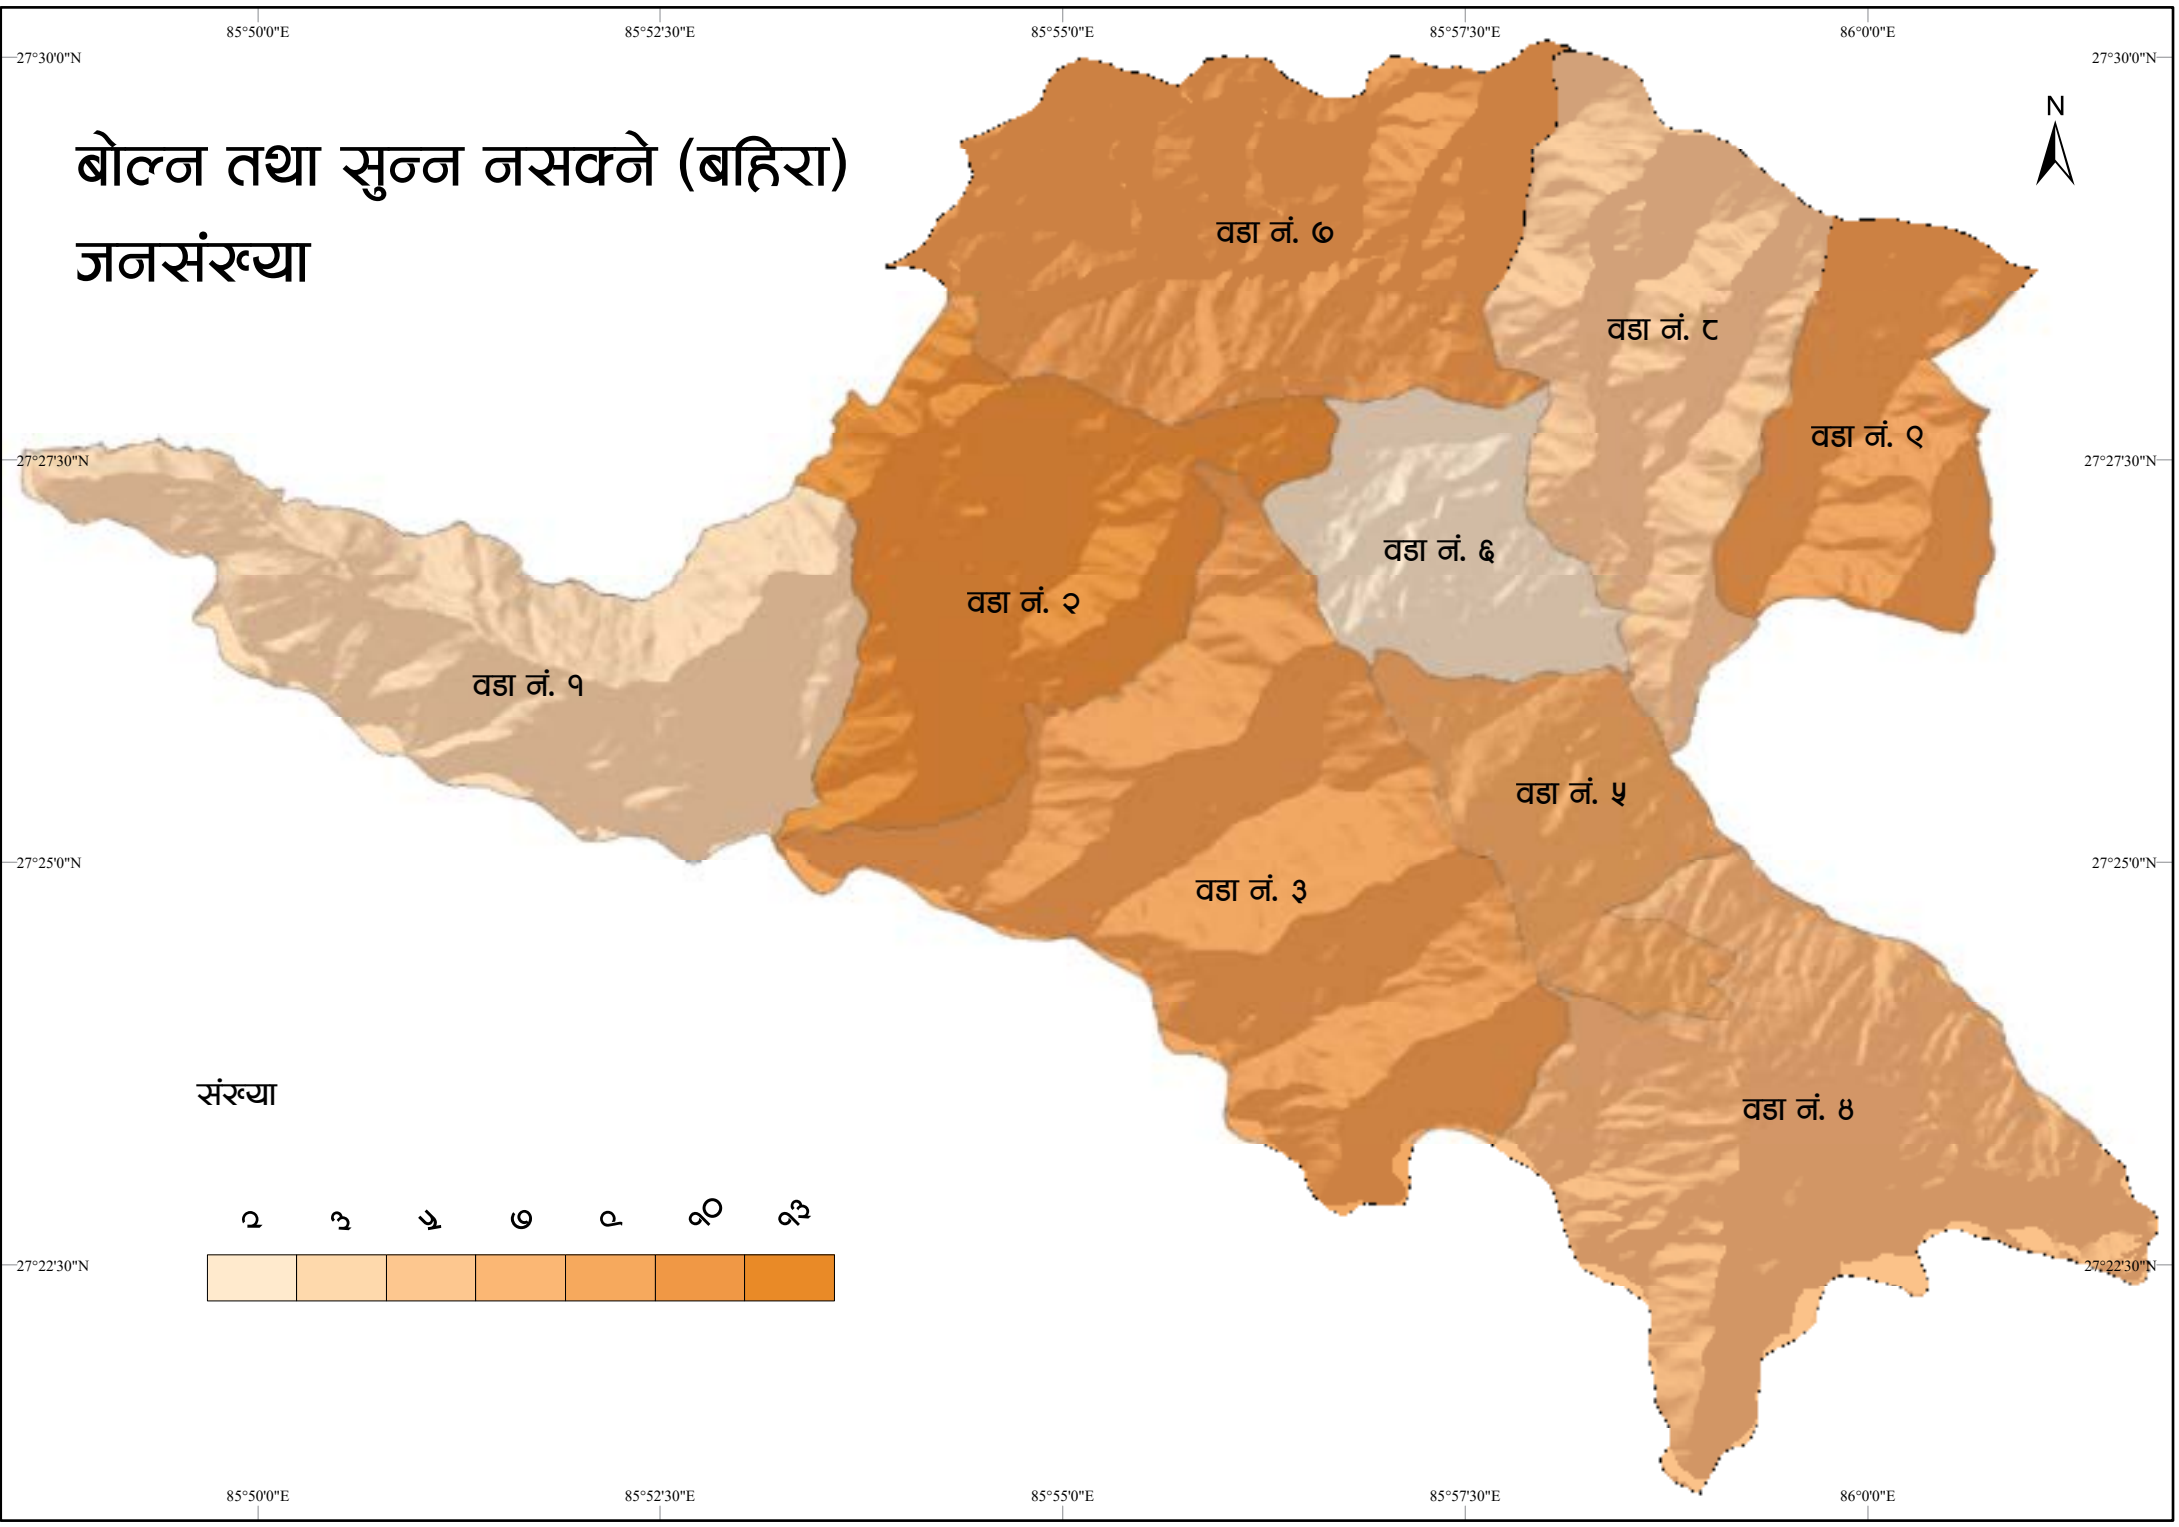 85°50'0"E 85°52'30"E 85°55'0"E 85°57'30"E 86°0'0"E
27°30'0"N 27°30'0"N
N
बोल्न तथा सुन्न नसक्ने (बहिरा)
जनसंख्या
वडा नं. ७
वडा नं. ८
वडा नं. ९
27°27'30"N 27°27'30"N
वडा नं. ६
वडा नं. २
वडा नं. १
वडा नं. ५
27°25'0"N 27°25'0"N
वडा नं. ३
संख्या
वडा नं. ४
२ ३ ५ ७ ८ १० १३
27°22'30"N 27°22'30"N
85°50'0"E 85°52'30"E 85°55'0"E 85°57'30"E 86°0'0"E